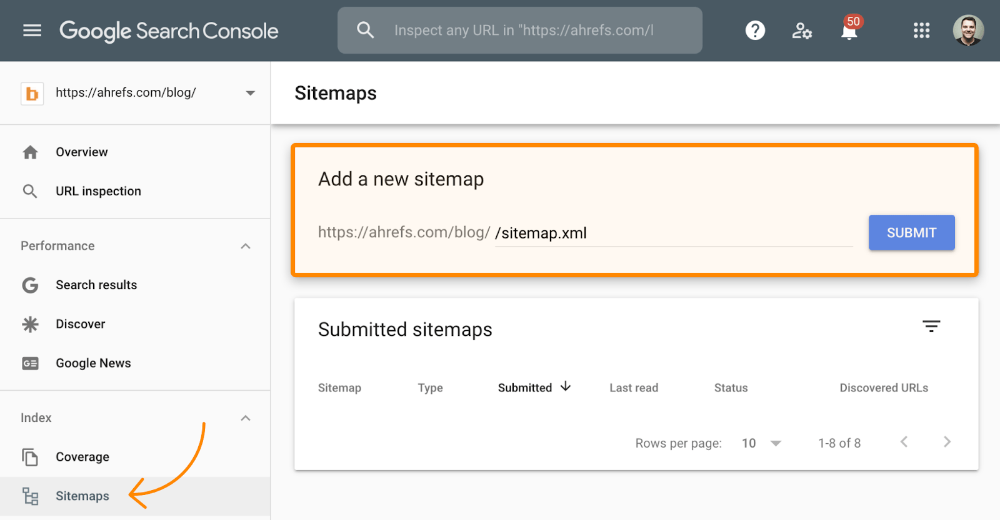 Google Search Console
Inspect any URL in "https://ahrefs.com/l
50
https://ahrefs.com/blog/
Overview
URL inspection
Performance
Search results
Discover
Google News
Index
Coverage
Sitemaps
Sitemaps
Add a new sitemap
https://ahrefs.com/blog/ /sitemap.xml
SUBMIT
Submitted sitemaps
Sitemap Type Submitted Last read Status Discovered URLs
Rows per page: 10 1-8 of 8